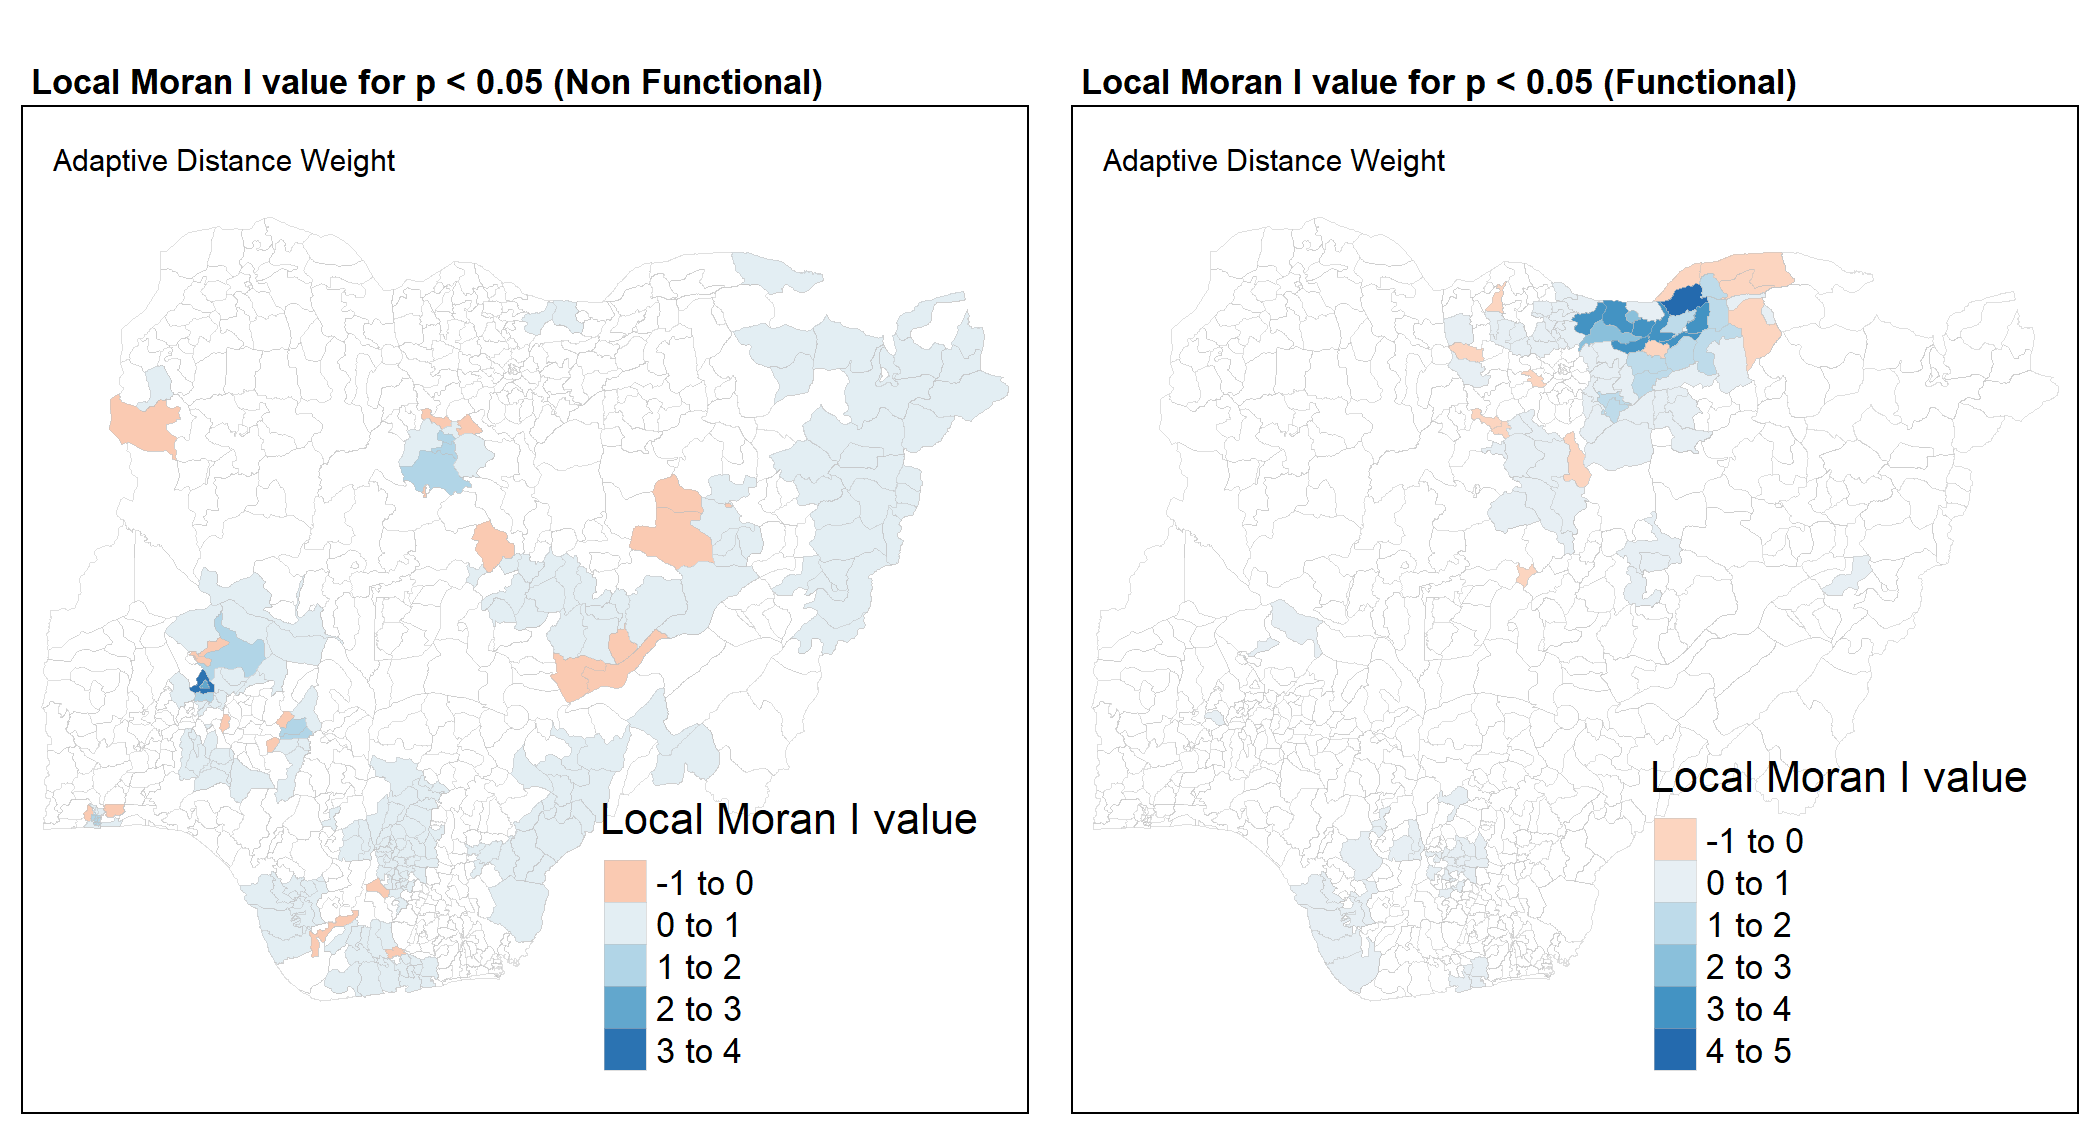 Local Moran I value for p < 0.05 (Non Functional)
Adaptive Distance Weight
Local Moran I value
-1 to 0
0 to 1
1 to 2
2 to 3
3 to 4
Local Moran I value for p < 0.05 (Functional)
Adaptive Distance Weight
Local Moran I value
-1 to 0
0 to 1
1 to 2
2 to 3
3 to 4
4 to 5